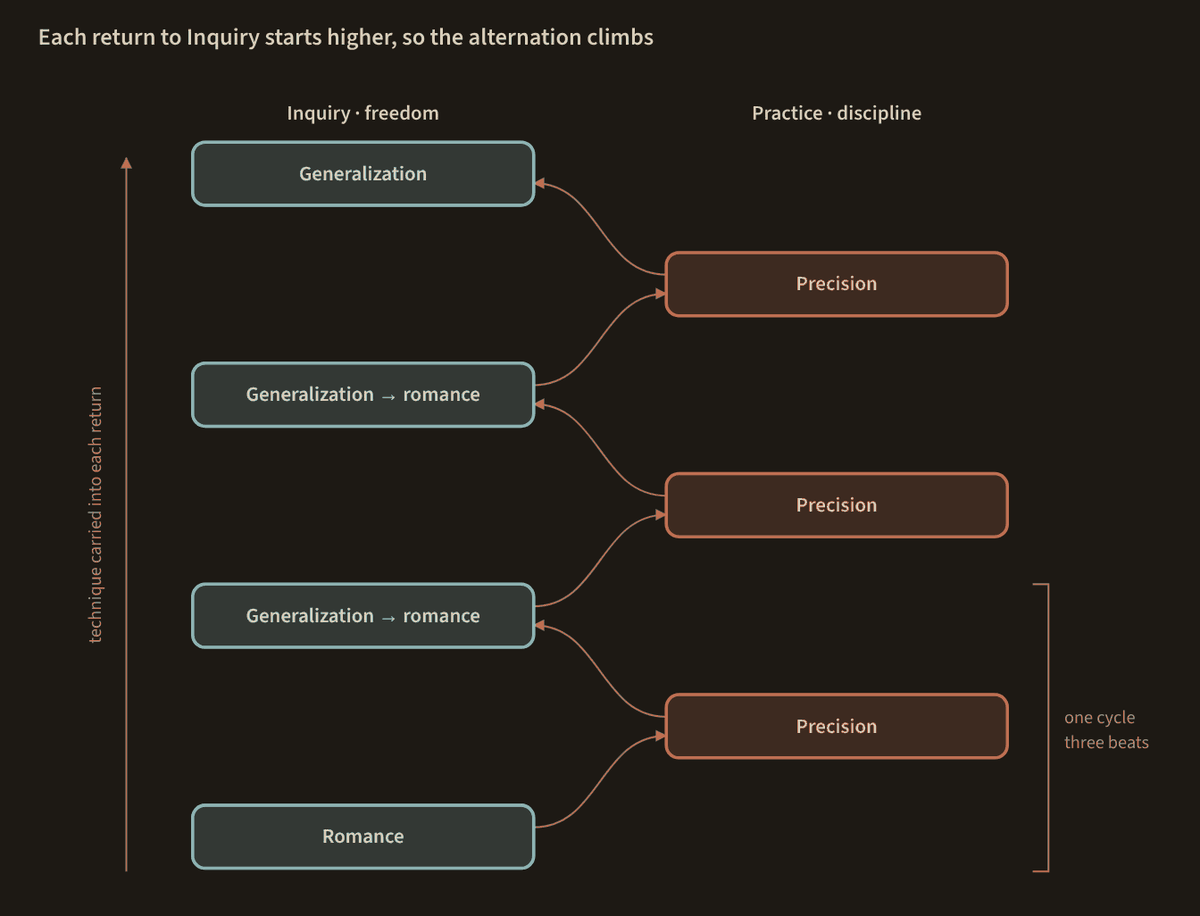 Each return to Inquiry starts higher, so the alternation climbs
Inquiry · freedom
Practice · discipline
Generalization
Precision
Generalization → romance
Precision
Generalization → romance
Precision
Romance
technique carried into each return
one cycle
three beats